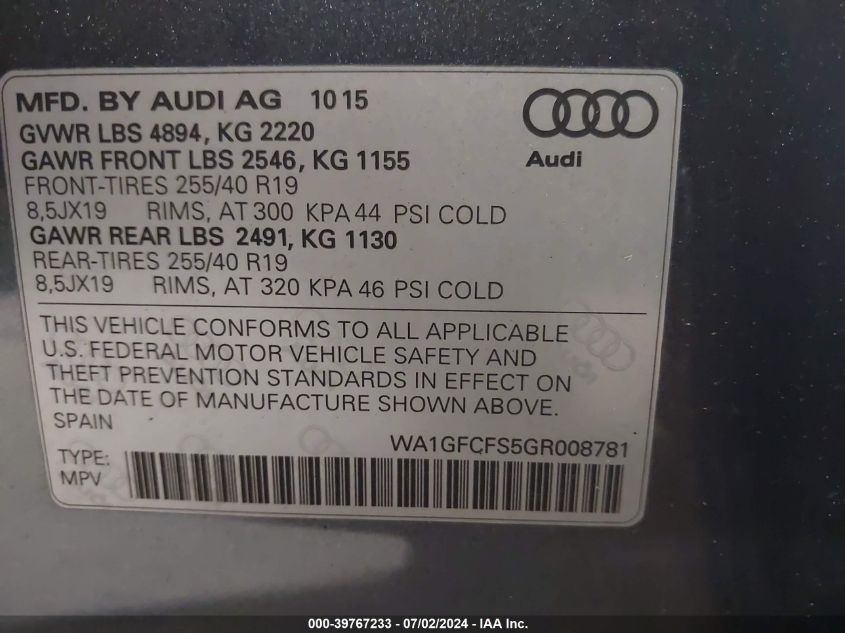 MFD. BY AUDI AG 10 15
GVWR LBS 4894, KG 2220
GAWR FRONT LBS 2546, KG 1155
FRONT-TIRES 255/40 R19
8,5JX19 RIMS, AT 300 KPA 44 PSI COLD
GAWR REAR LBS 2491, KG 1130
REAR-TIRES 255/40 R19
8,5JX19 RIMS, AT 320 KPA 46 PSI COLD
Audi
THIS VEHICLE CONFORMS TO ALL APPLICABLE
U.S. FEDERAL MOTOR VEHICLE SAFETY AND
THEFT PREVENTION STANDARDS IN EFFECT ON
THE DATE OF MANUFACTURE SHOWN ABOVE.
SPAIN
WA1GFCFS5GR008781
TYPE:
MPV
000-39767233 - 07/02/2024 - IAA, Inc.